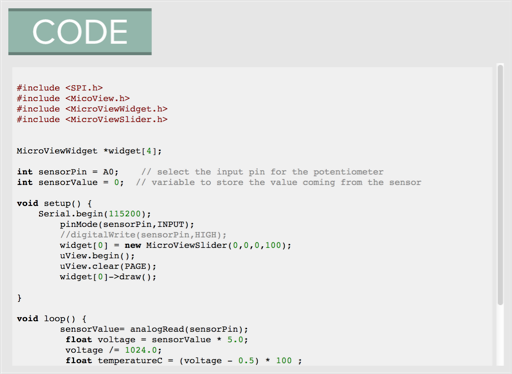 CODE
#include <SPI.h>
#include <MicoView.h>
#include <MicroViewWidget.h>
#include <MicroViewSlider.h>
MicroViewWidget *widget[4];
int sensorPin = A0;    // select the input pin for the potentiometer
int sensorValue = 0;  // variable to store the value coming from the sensor
void setup() {
Serial.begin(115200);
pinMode(sensorPin,INPUT);
//digitalWrite(sensorPin,HIGH);
widget[0] = new MicroViewSlider(0,0,0,100);
uView.begin();
uView.clear(PAGE);
widget[0]->draw();
}
void loop() {
sensorValue= analogRead(sensorPin);
float voltage = sensorValue * 5.0;
voltage /= 1024.0;
float temperatureC = (voltage - 0.5) * 100 ;